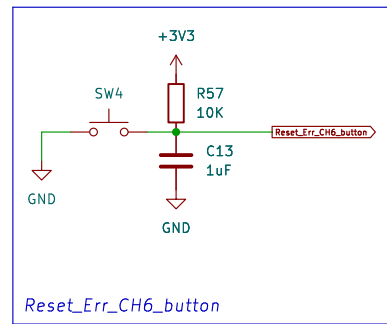 +3V3
SW4
R57
10K
Reset_Err_CH6_button
C13
1uF
GND
GND
Reset_Err_CH6_button